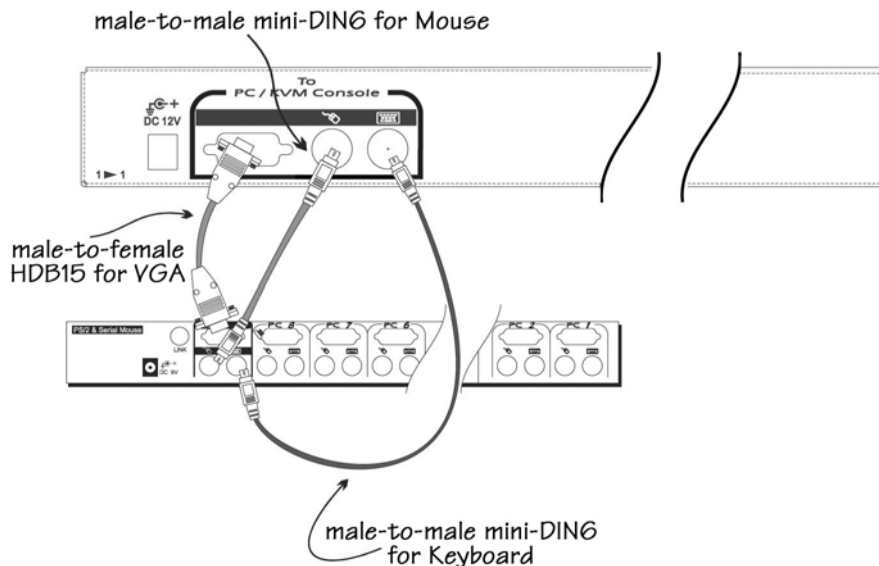 male-to-male mini-DIN6 for Mouse
To
PC / KVM Console
DC 12V
1 ► 1
male-to-female
HDB15 for VGA
PS/2 & Serial Mouse
LINK
DC 9V
PC 8
PC 7
PC 6
PC 2
PC 1
male-to-male mini-DIN6
for Keyboard